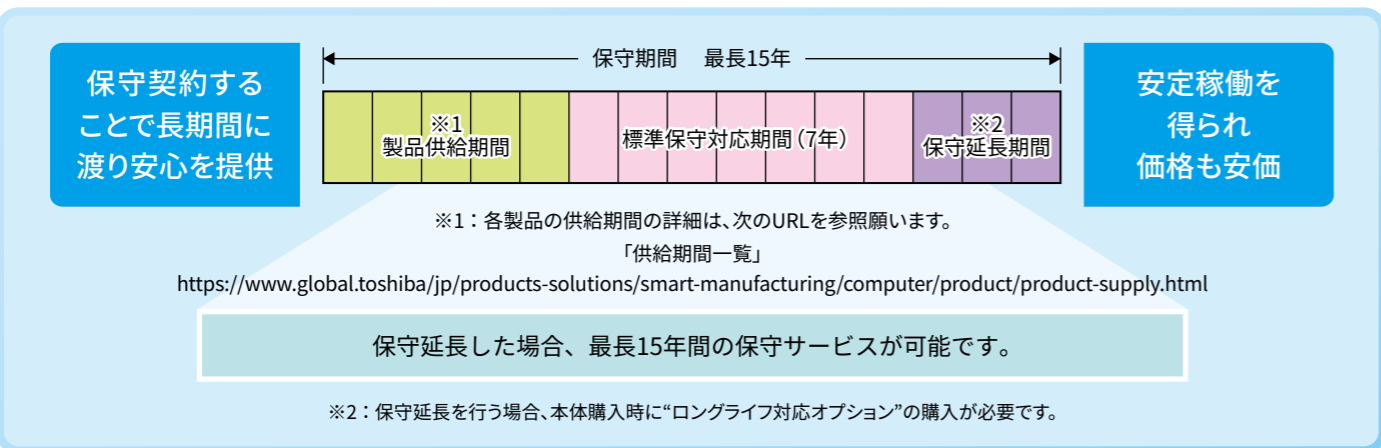 保守契約する
ことで長期間に
渡り安心を提供
保守期間 最長15年
※1
製品供給期間
標準保守対応期間（7年）
※2
保守延長期間
安定稼働を
得られ
価格も安価
※1：各製品の供給期間の詳細は、次のURLを参照願います。
「供給期間一覧」
https://www.global.toshiba/jp/products-solutions/smart-manufacturing/computer/product/product-supply.html
保守延長した場合、最長15年間の保守サービスが可能です。
※2：保守延長を行う場合、本体購入時に“ロングライフ対応オプション”の購入が必要です。